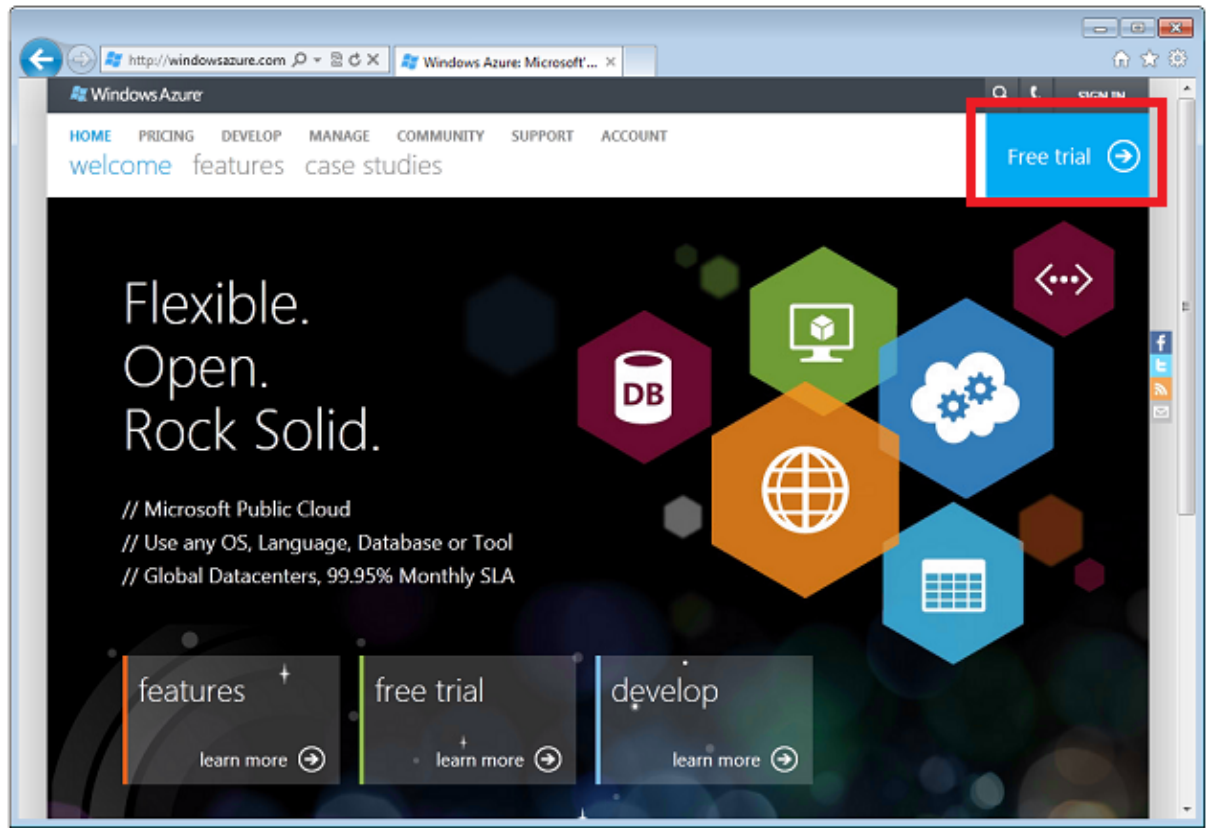 http://windowsazure.com
Windows Azure: Microsoft'...
Windows Azure
SIGN IN
HOME PRICING DEVELOP MANAGE COMMUNITY SUPPORT ACCOUNT
welcome features case studies
Free trial
Flexible.
Open.
Rock Solid.
DB
// Microsoft Public Cloud
// Use any OS, Language, Database or Tool
// Global Datacenters, 99.95% Monthly SLA
features free trial develop
learn more learn more learn more